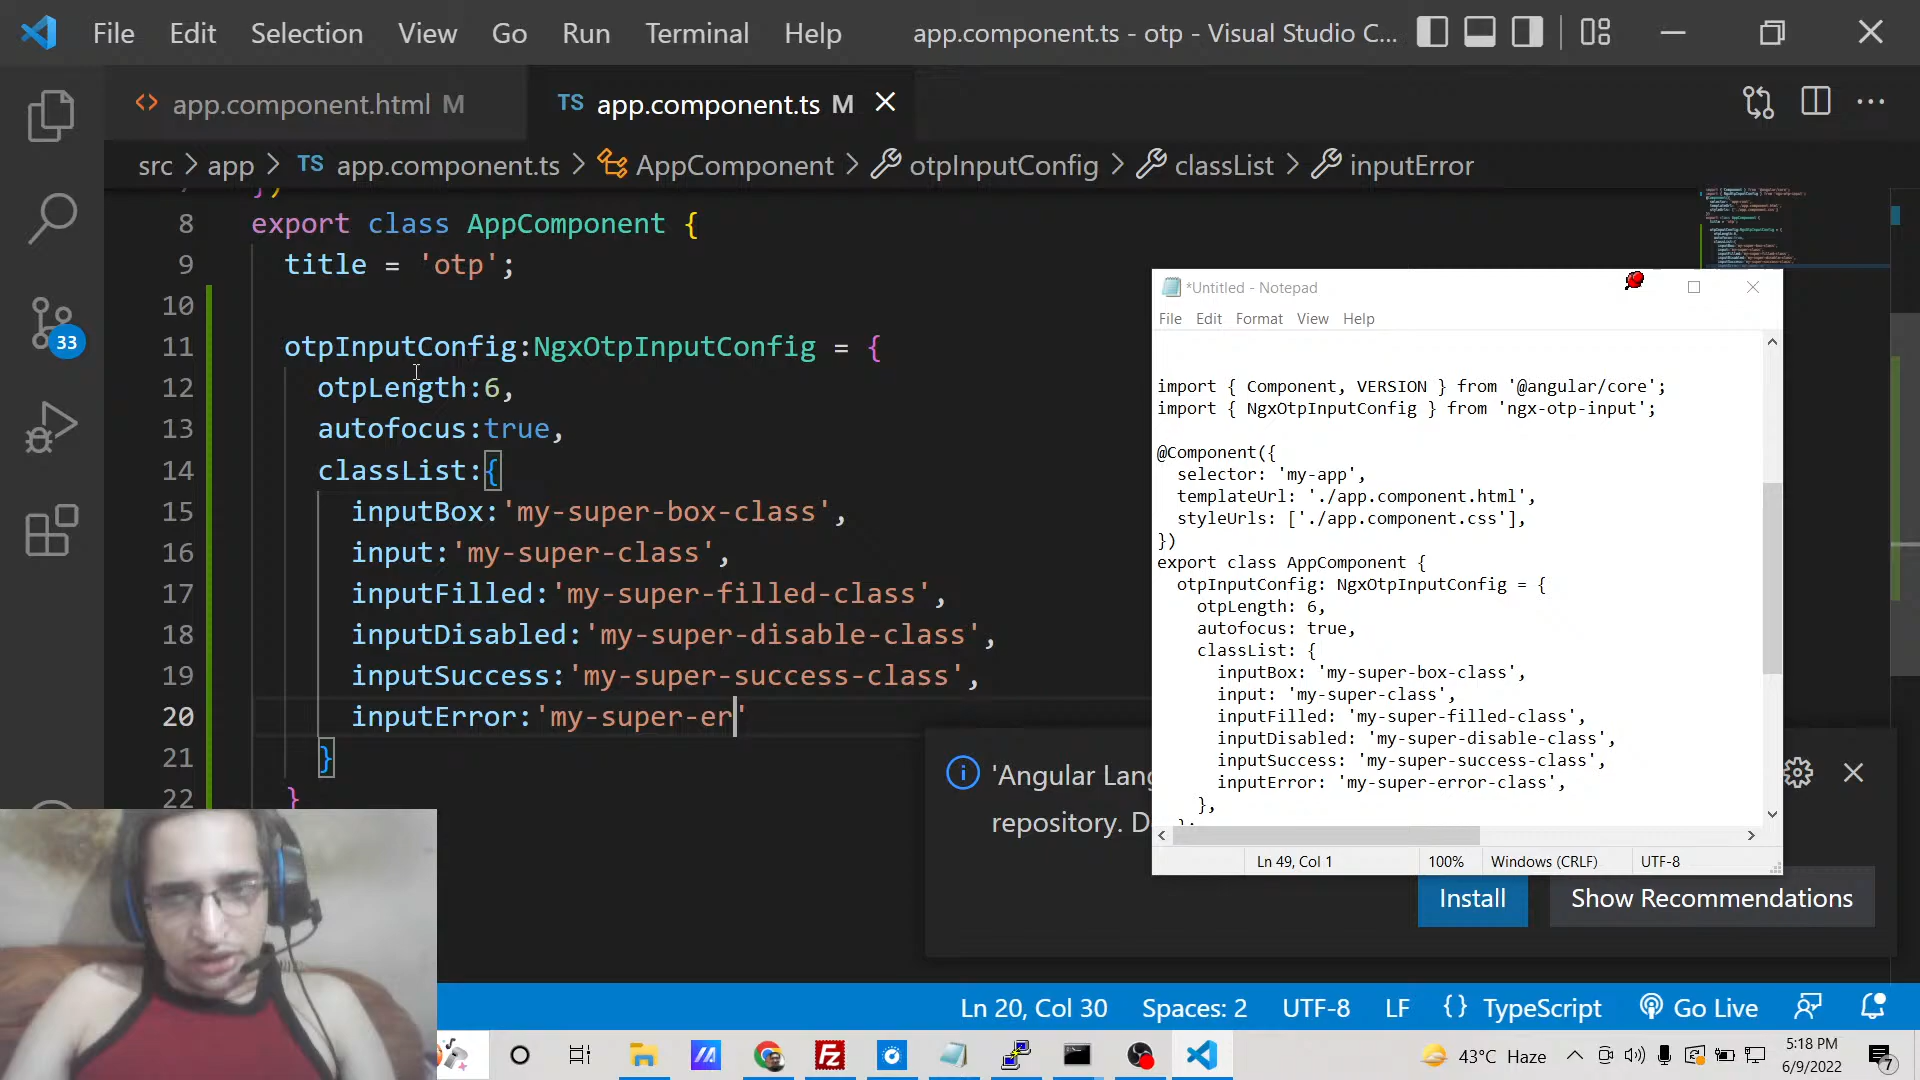 File Edit Selection View Go Run Terminal Help app.component.ts - otp - Visual Studio C...
app.component.html M TS app.component.ts M
src > app > TS app.component.ts > AppComponent > otpInputConfig > classList > inputError
8 export class AppComponent {
9 title = 'otp';
10
11 otpInputConfig:NgxOtpInputConfig = {
12 otpLength:6,
13 autofocus:true,
14 classList:{
15 inputBox:'my-super-box-class',
16 input:'my-super-class',
17 inputFilled:'my-super-filled-class',
18 inputDisabled:'my-super-disable-class',
19 inputSuccess:'my-super-success-class',
20 inputError:'my-super-er'
21 }
22 }
33
*Untitled - Notepad
File Edit Format View Help
import { Component, VERSION } from '@angular/core';
import { NgxOtpInputConfig } from 'ngx-otp-input';
@Component({
selector: 'my-app',
templateUrl: './app.component.html',
styleUrls: ['./app.component.css'],
})
export class AppComponent {
otpInputConfig: NgxOtpInputConfig = {
otpLength: 6,
autofocus: true,
classList: {
inputBox: 'my-super-box-class',
input: 'my-super-class',
inputFilled: 'my-super-filled-class',
inputDisabled: 'my-super-disable-class',
inputSuccess: 'my-super-success-class',
inputError: 'my-super-error-class',
},
Ln 49, Col 1 100% Windows (CRLF) UTF-8
'Angular Lang
repository. D
Install Show Recommendations
Ln 20, Col 30 Spaces: 2 UTF-8 LF {} TypeScript Go Live
43°C Haze 5:18 PM
6/9/2022
7